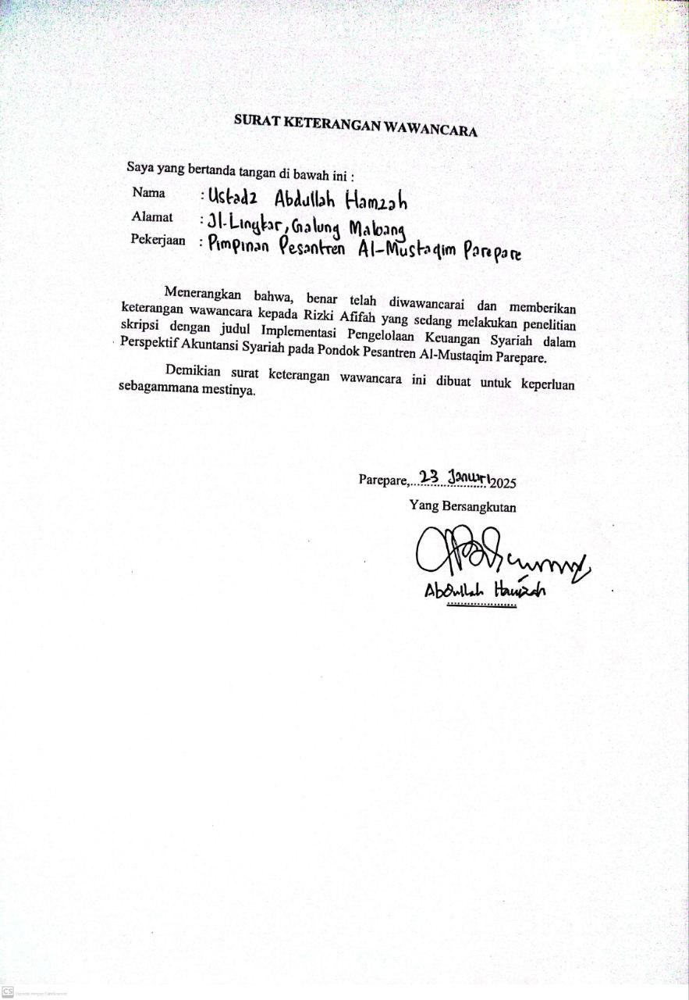 SURAT KETERANGAN WAWANCARA
Saya yang bertanda tangan di bawah ini :
Nama : Ustadz Abdullah Hamzah
Alamat : Jl-Lingkar, Galung Maloang
Pekerjaan : Pimpinan Pesantren Al-Mustaqim Parepare
Menerangkan bahwa, benar telah diwawancarai dan memberikan
keterangan wawancara kepada Rizki Afifah yang sedang melakukan penelitian
skripsi dengan judul Implementasi Pengelolaan Keuangan Syariah dalam
Perspektif Akuntansi Syariah pada Pondok Pesantren Al-Mustaqim Parepare.
Demikian surat keterangan wawancara ini dibuat untuk keperluan
sebagammana mestinya.
Parepare, 23 Januari 2025
Yang Bersangkutan
Abdullah Hamzah
CS